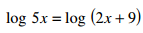 log 5x = log (2x + 9)